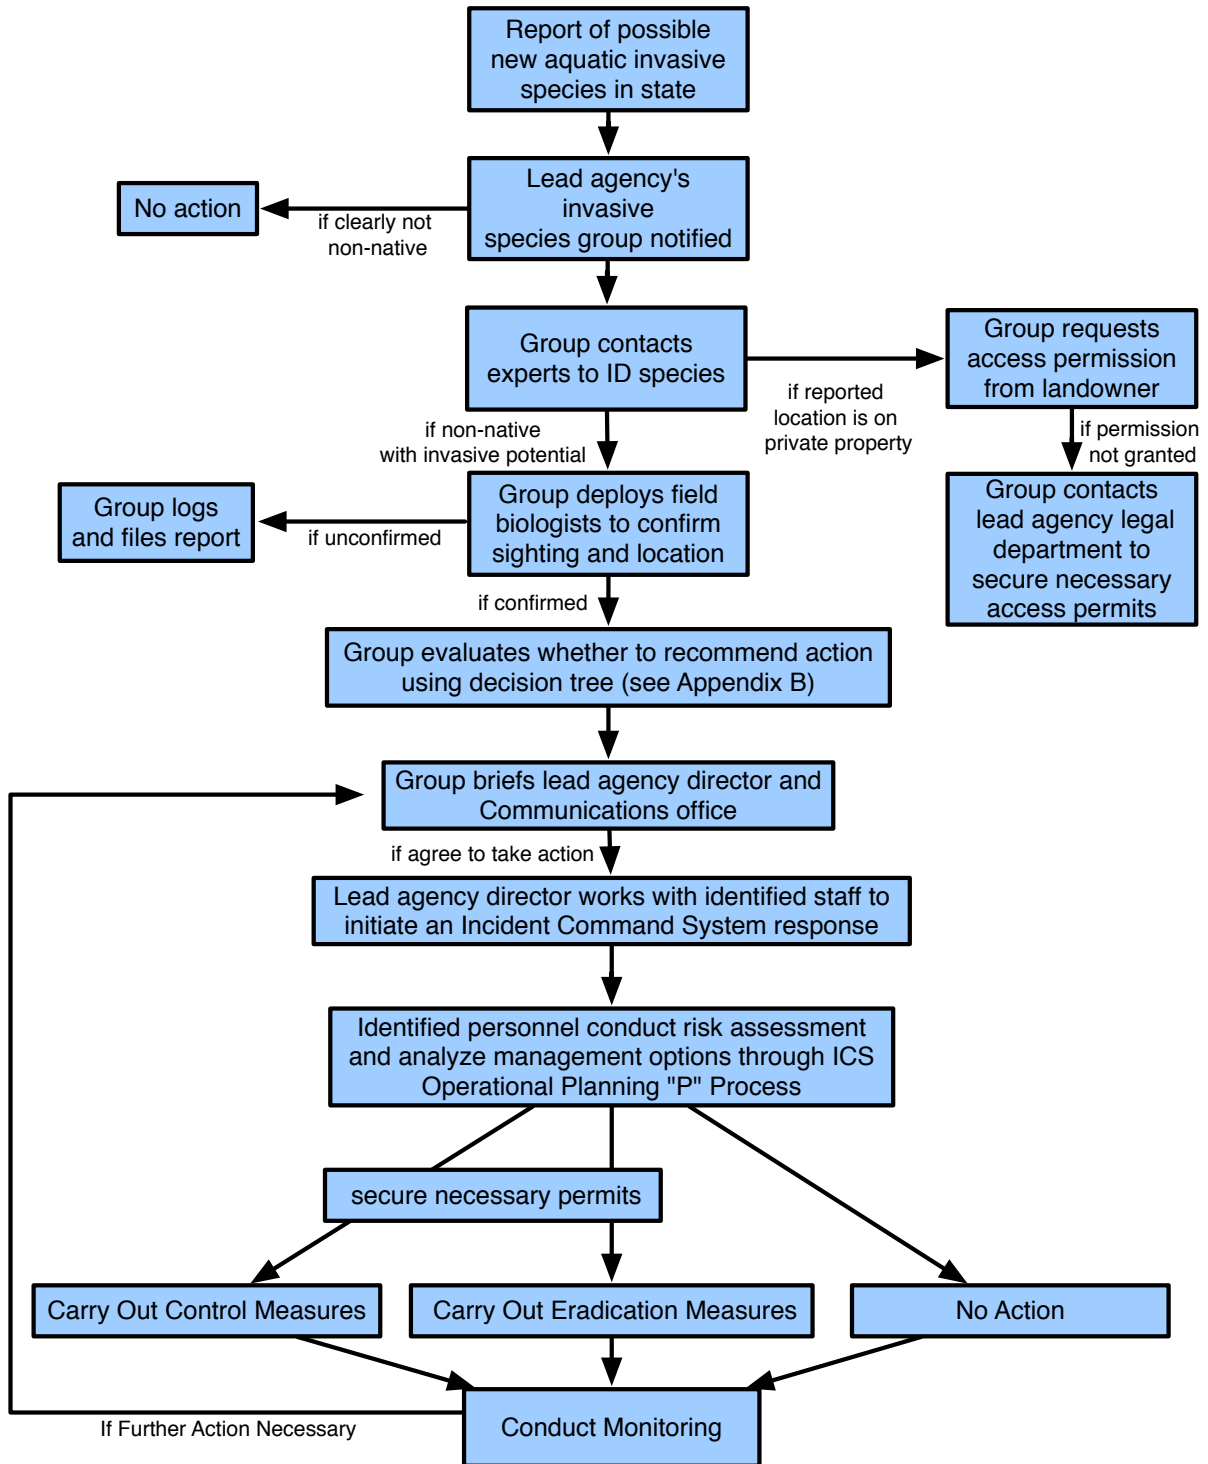 Report of possible
new aquatic invasive
species in state
Lead agency's
invasive
species group notified
No action
if clearly not
non-native
Group contacts
experts to ID species
Group requests
access permission
from landowner
if reported
location is on
private property
if permission
not granted
if non-native
with invasive potential
Group deploys field
biologists to confirm
sighting and location
Group logs
and files report
if unconfirmed
Group contacts
lead agency legal
department to
secure necessary
access permits
if confirmed
Group evaluates whether to recommend action
using decision tree (see Appendix B)
Group briefs lead agency director and
Communications office
if agree to take action
Lead agency director works with identified staff to
initiate an Incident Command System response
Identified personnel conduct risk assessment
and analyze management options through ICS
Operational Planning "P" Process
secure necessary permits
Carry Out Control Measures
Carry Out Eradication Measures
No Action
If Further Action Necessary
Conduct Monitoring